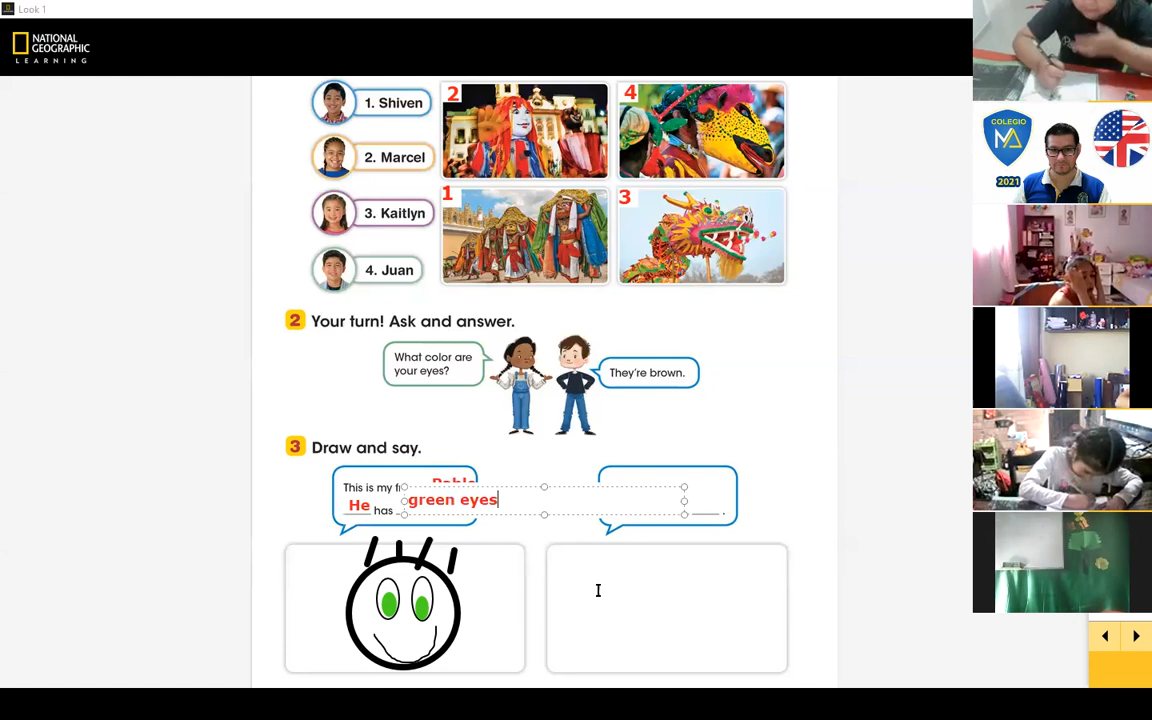 Look 1
NATIONAL
GEOGRAPHIC
LEARNING
1. Shiven
2. Marcel
3. Kaitlyn
4. Juan
2
4
1
3
2 Your turn! Ask and answer.
What color are
your eyes?
They're brown.
3 Draw and say.
This is my
He has green eyes
.
COLEGIO
MA
2021